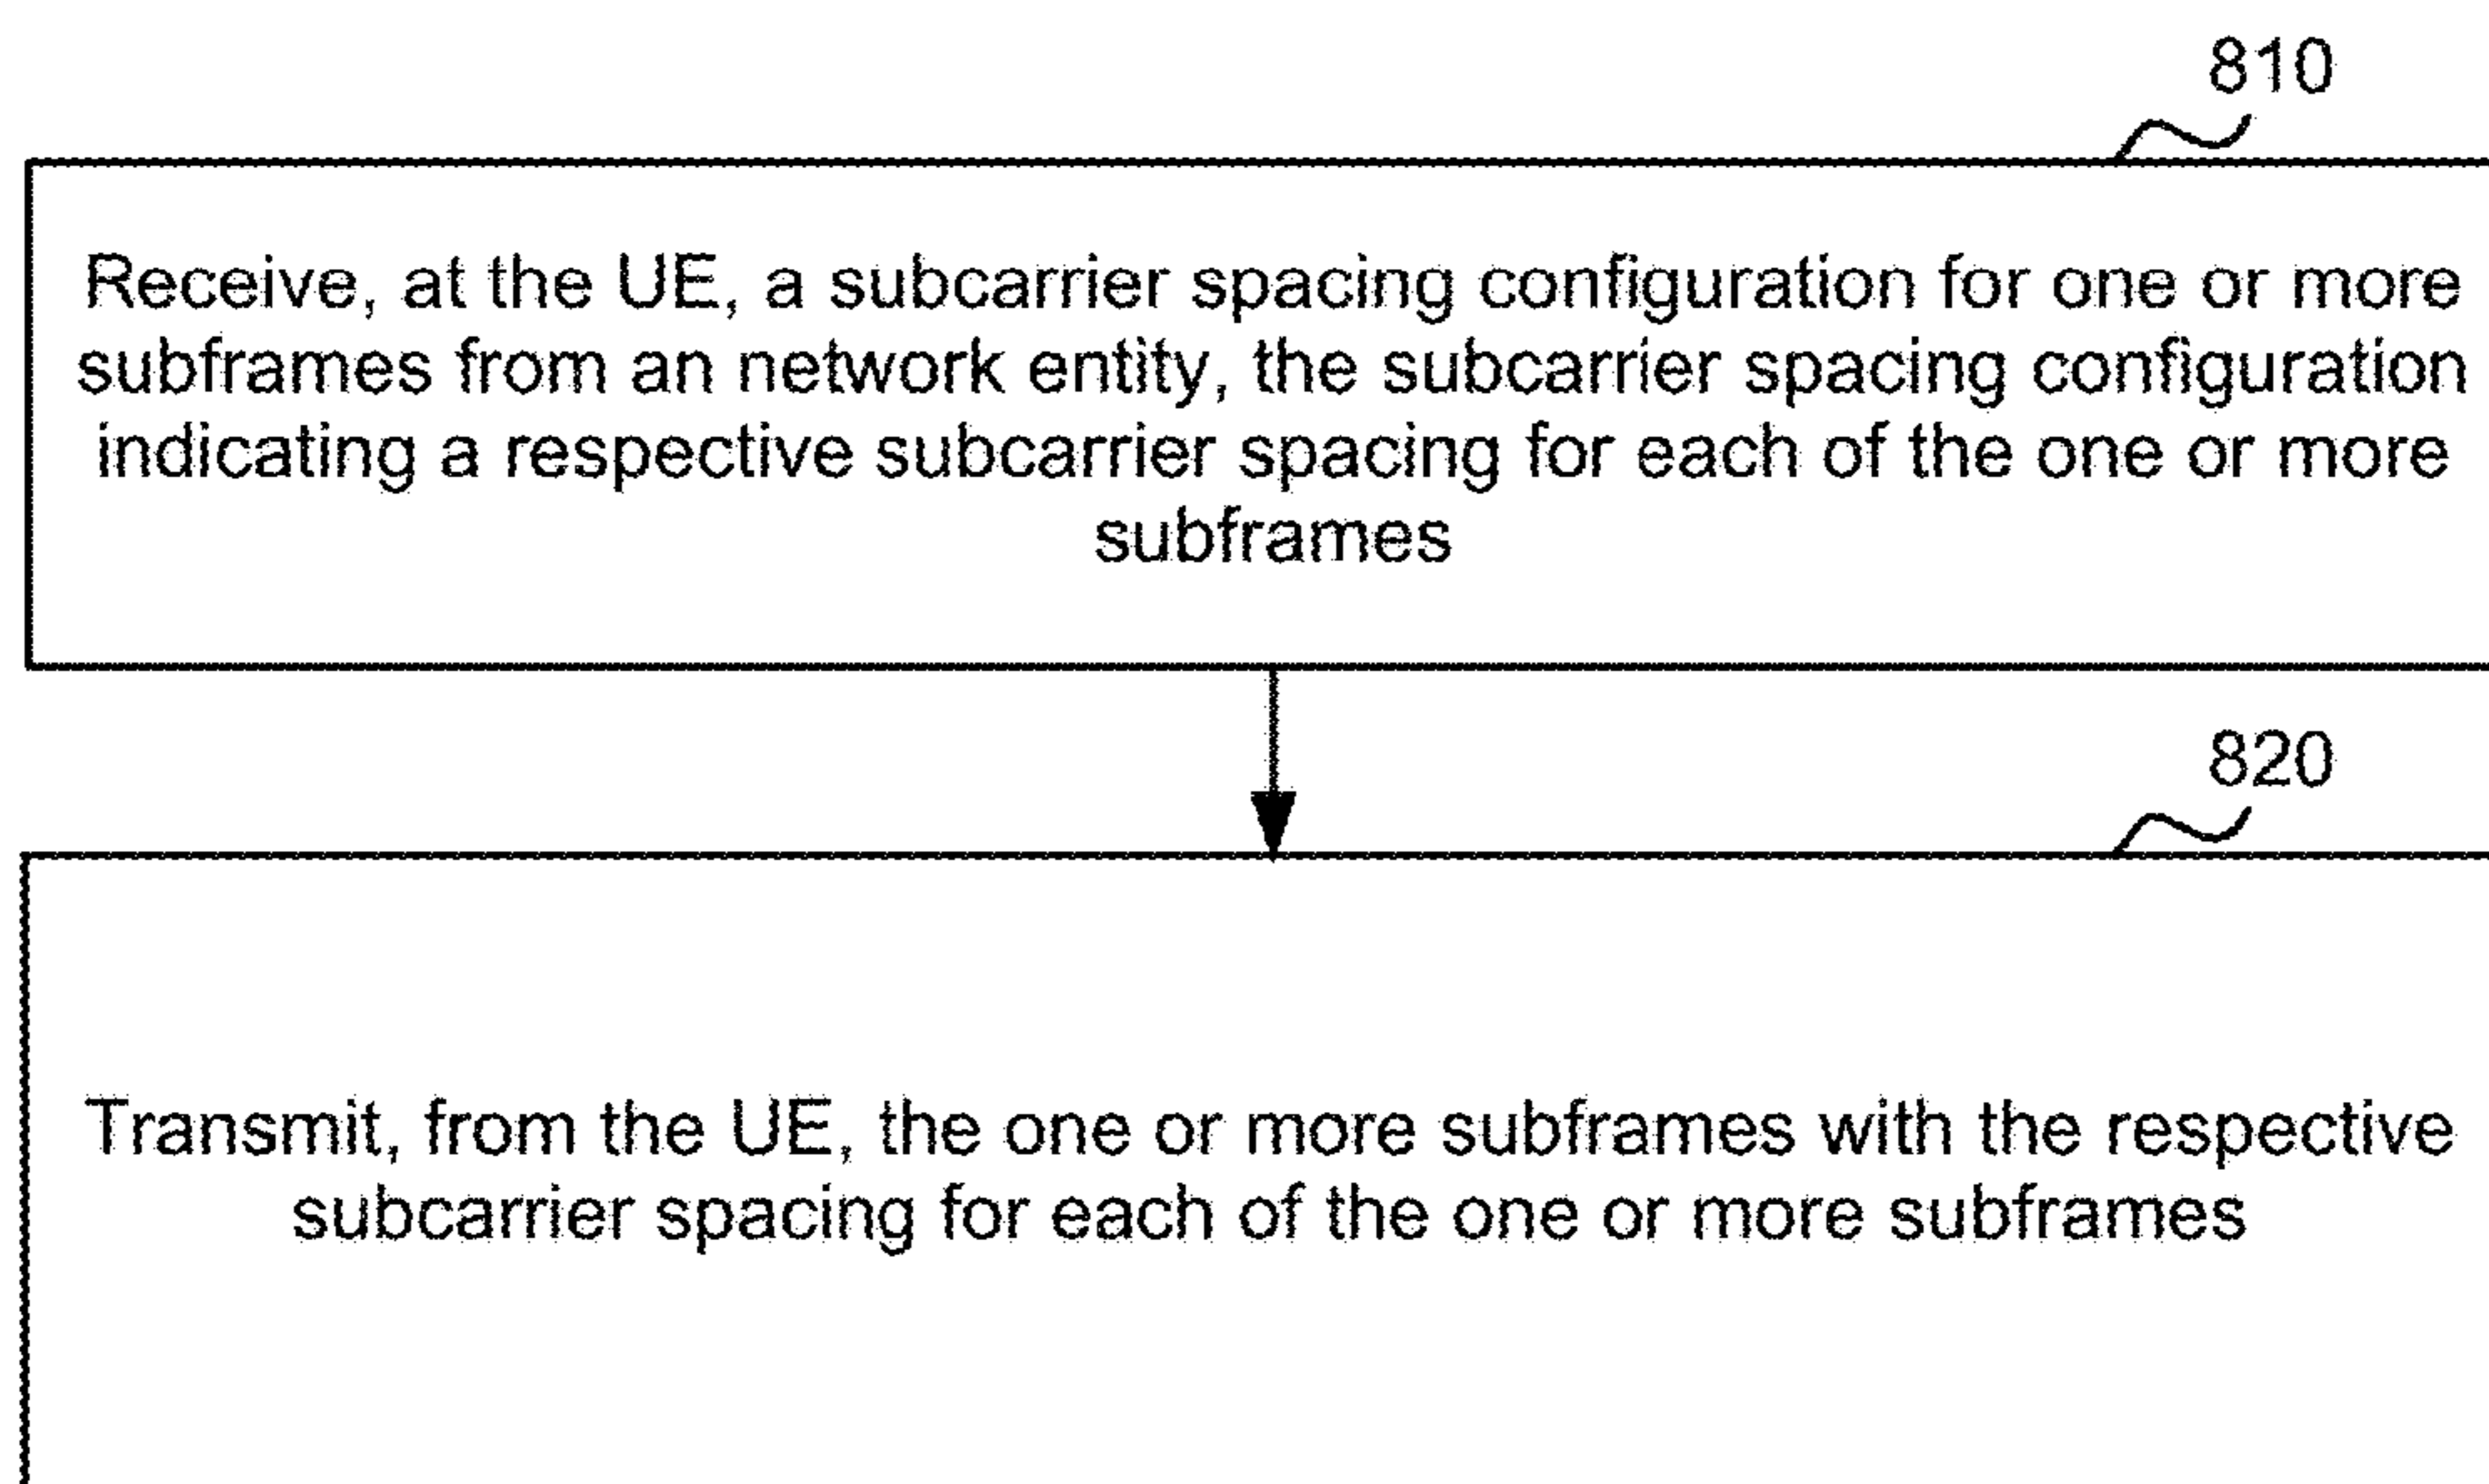 810
Receive, at the UE, a subcarrier spacing configuration for one or more
subframes from an network entity, the subcarrier spacing configuration
indicating a respective subcarrier spacing for each of the one or more
subframes
820
Transmit, from the UE, the one or more subframes with the respective
subcarrier spacing for each of the one or more subframes